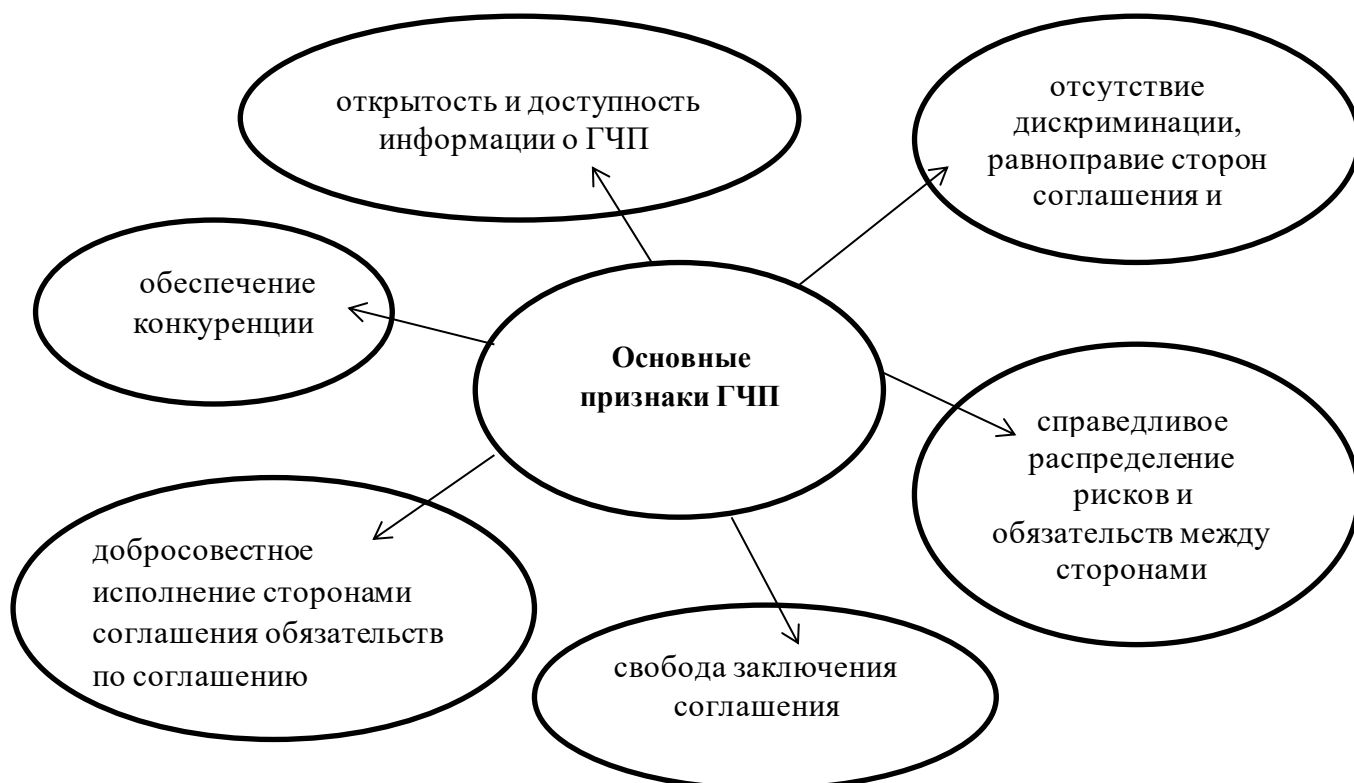 открытость и доступность
информации о ГЧП
отсутствие
дискриминации,
равноправие сторон
соглашения и
обеспечение
конкуренции
Основные
признаки ГЧП
справедливое
распределение
рисков и
обязательств между
сторонами
добросовестное
исполнение сторонами
соглашения обязательств
по соглашению
свобода заключения
соглашения